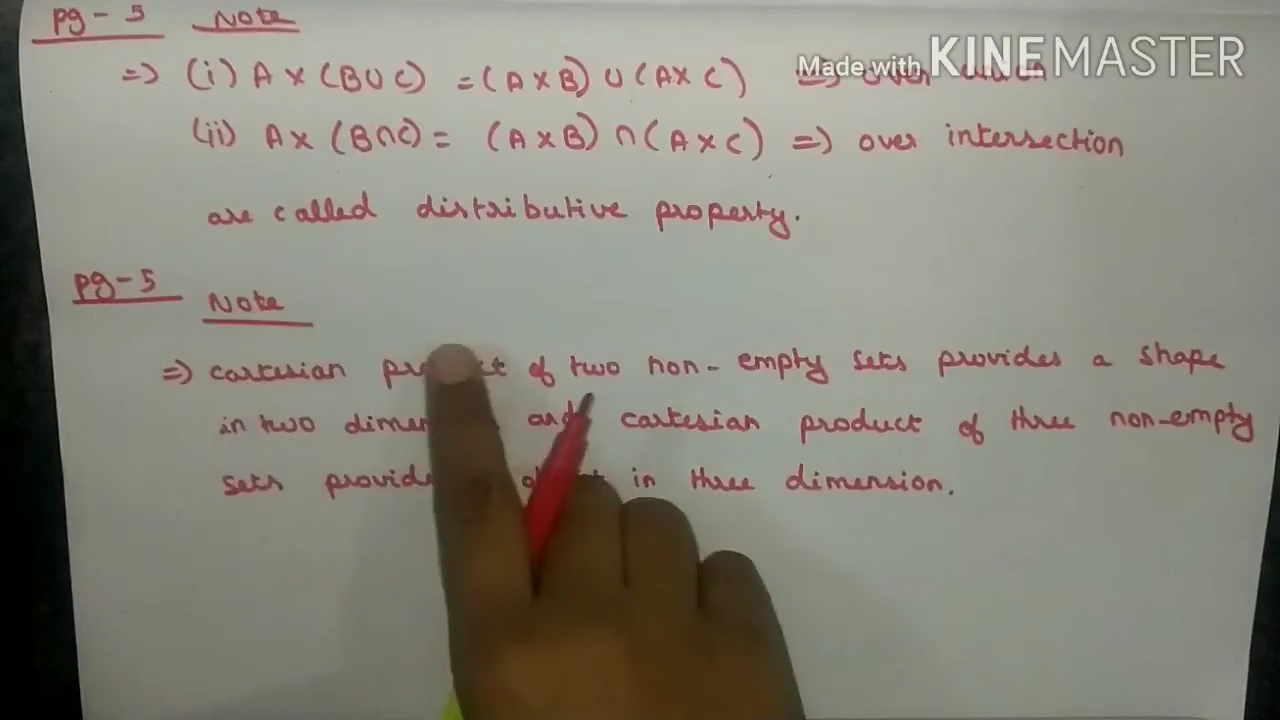 pg - 5 Note
=> (i) A × (B∪C) = (A×B) ∪ (A×C) => over
Made with KINEMASTER
(ii) A × (B∩C) = (A×B) ∩ (A×C) => over intersection
are called distributive property.
pg - 5
Note
=> cartesian of two non-empty sets provides a shape
in two and cartesian product of three non-empty
sets in three dimension.